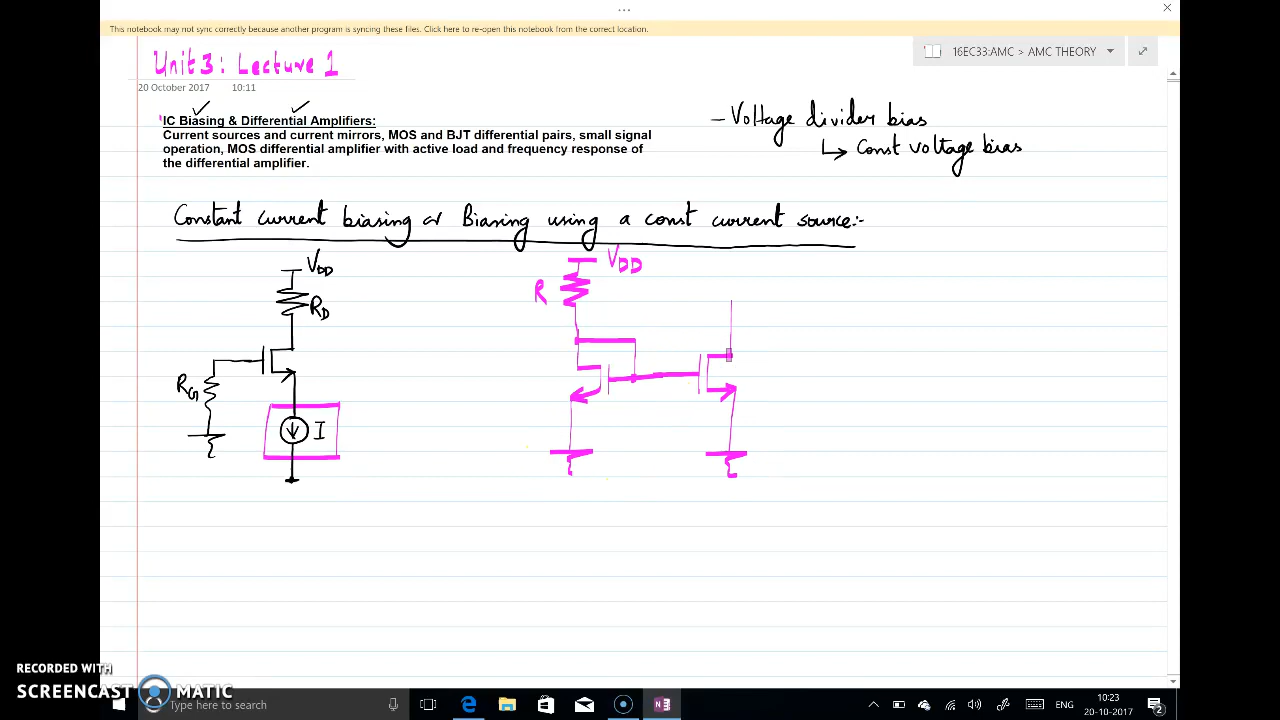 This notebook may not sync correctly because another program is syncing these files. Click here to re-open this notebook from the correct location.
Unit 3: Lecture 1
16EC33:AMC > AMC THEORY
20 October 2017 10:11
IC Biasing & Differential Amplifiers:
Current sources and current mirrors, MOS and BJT differential pairs, small signal
operation, MOS differential amplifier with active load and frequency response of
the differential amplifier.
- Voltage divider bias
↳ Const voltage bias
Constant current biasing or Biasing using a const current source:-
VDD
RD
RG
I
VDD
R
RECORDED WITH
SCREENCAST MATIC
Type here to search
ENG
10:23
20-10-2017
2